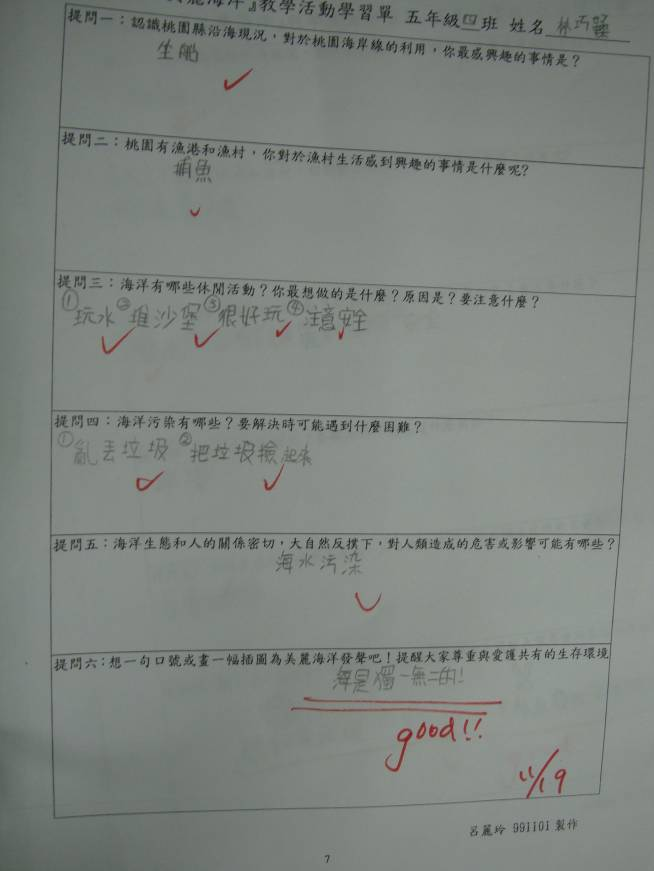 麗海洋』教學活動學習單 五年級四班 姓名 林巧
提問一：認識桃園縣沿海現況，對於桃園海岸線的利用，你最感興趣的事情是？
生態
提問二：桃園有漁港和漁村，你對於漁村生活感到興趣的事情是什麼呢?
捕魚
提問三：海洋有哪些休閒活動？你最想做的是什麼？原因是？要注意什麼？
①玩水②堆沙堡③很好玩④注意安全
提問四：海洋污染有哪些？要解決時可能遇到什麼困難？
①亂丟垃圾 ②把垃圾撿起來
提問五：海洋生態和人的關係密切，大自然反撲下，對人類造成的危害或影響可能有哪些？
海水污染
提問六：想一句口號或畫一幅插圖為美麗海洋發聲吧！提醒大家尊重與愛護共有的生存環境
海是獨一無二的!
good!!
11/19
呂麗玲 991101 製作
7